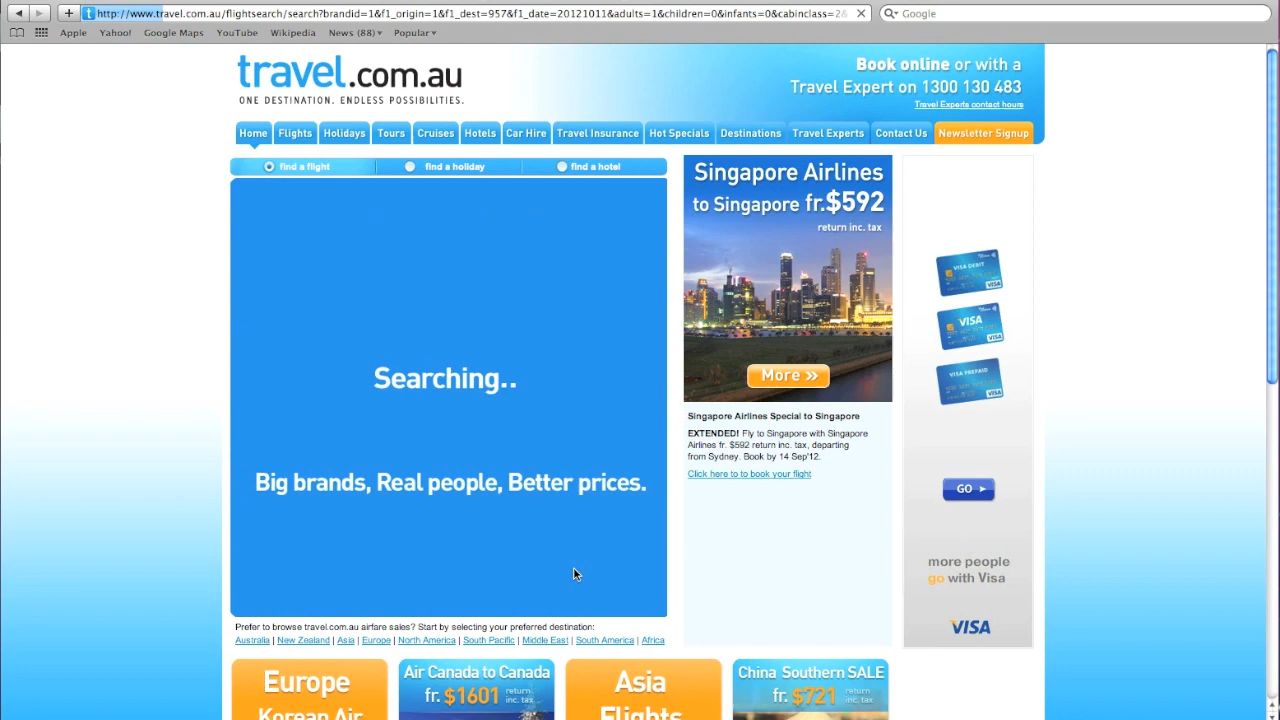 http://www.travel.com.au/flightsearch/search?brandid=1&f1_origin=1&f1_dest=957&f1_date=20121011&adults=1&children=0&infants=0&cabinclass=2&
Google
Apple
Yahoo!
Google Maps
YouTube
Wikipedia
News (88)
Popular
travel.com.au
ONE DESTINATION. ENDLESS POSSIBILITIES.
Book online or with a
Travel Expert on 1300 130 483
Travel Experts contact hours
Home
Flights
Holidays
Tours
Cruises
Hotels
Car Hire
Travel Insurance
Hot Specials
Destinations
Travel Experts
Contact Us
Newsletter Signup
find a flight
find a holiday
find a hotel
Searching..
Big brands, Real people, Better prices.
Prefer to browse travel.com.au airfare sales? Start by selecting your preferred destination:
Australia | New Zealand | Asia | Europe | North America | South Pacific | Middle East | South America | Africa
Singapore Airlines
to Singapore fr.$592
return inc. tax
More »
Singapore Airlines Special to Singapore
EXTENDED! Fly to Singapore with Singapore
Airlines fr. $592 return inc. tax, departing
from Sydney. Book by 14 Sep'12.
Click here to to book your flight
VISA DEBIT
VISA
VISA
VISA
VISA PREPAID
VISA
GO
more people
go with Visa
VISA
Europe
Korean Air
Air Canada to Canada
fr. $1601 return
inc. tax
Asia
Flights
China Southern SALE
fr. $721 return
inc. tax